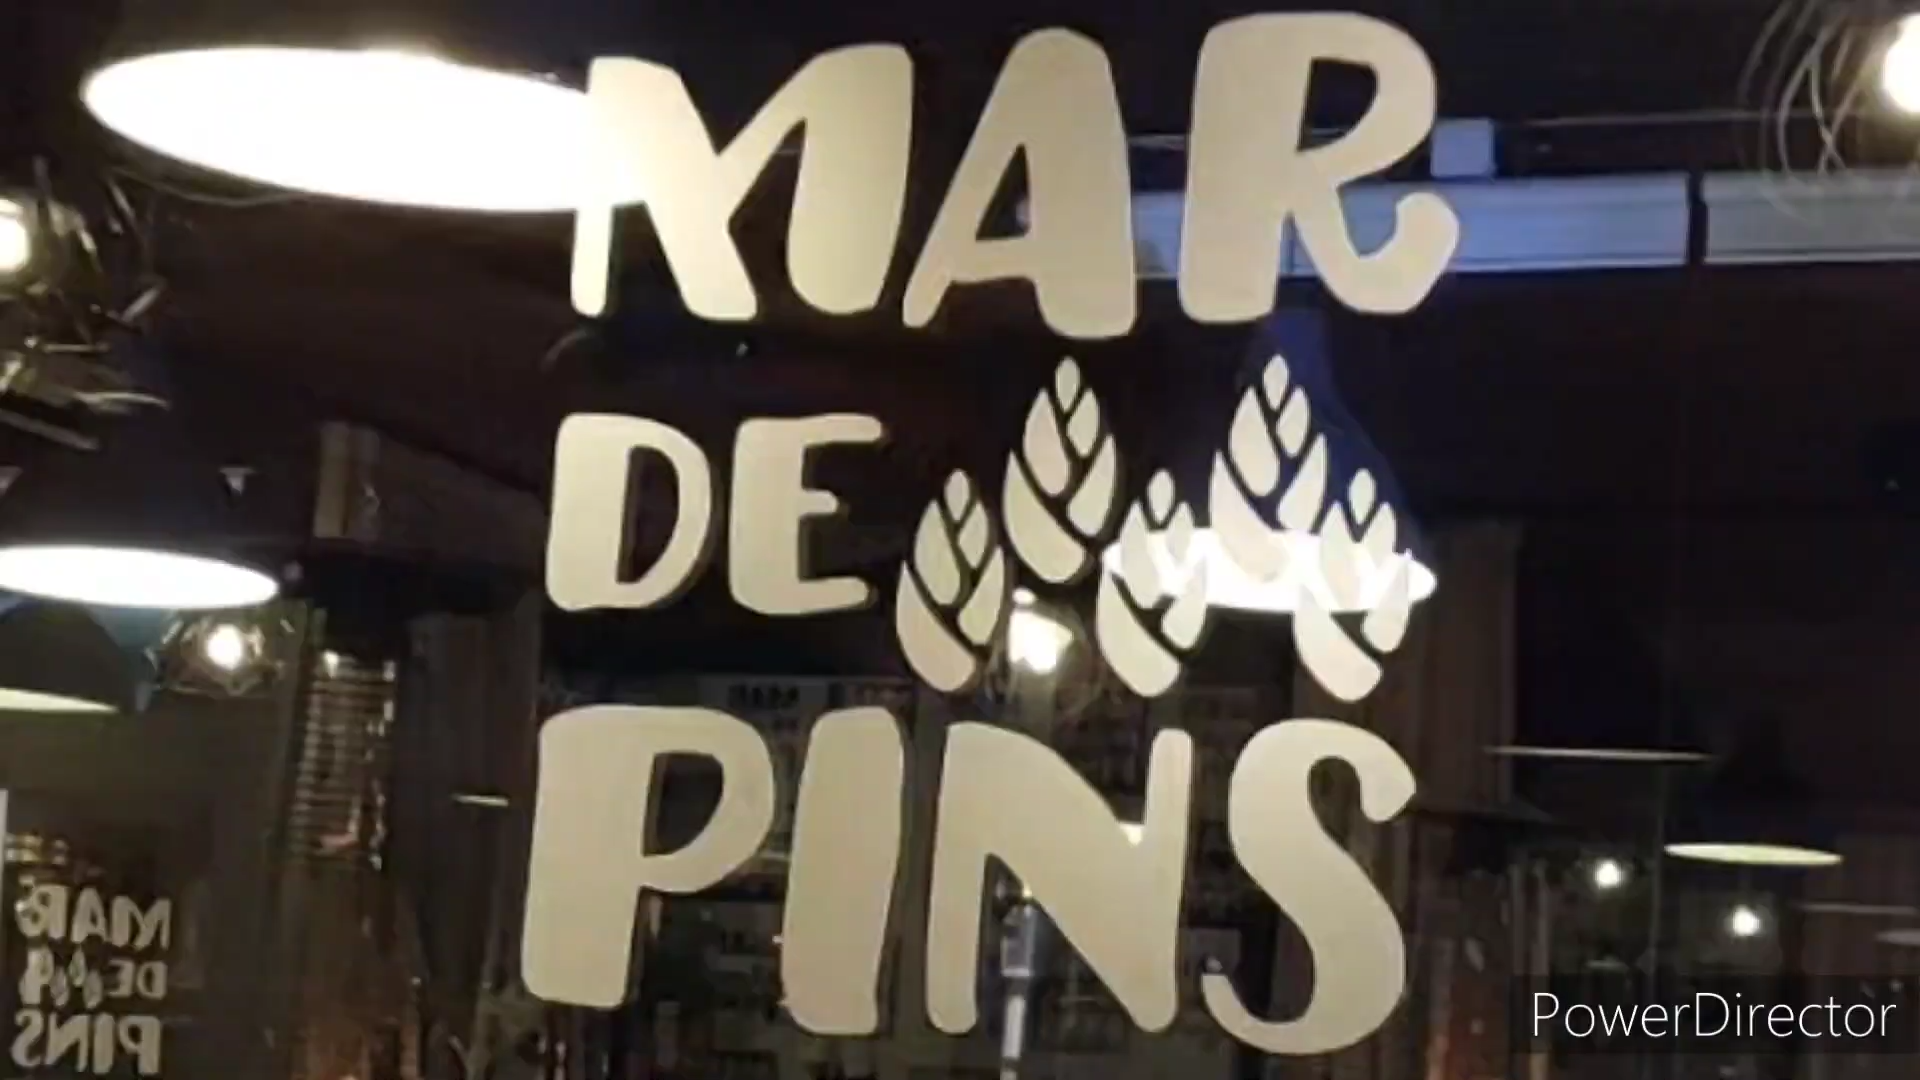 MAR
DE
PINS
MAR
DE
PINS
PowerDirector